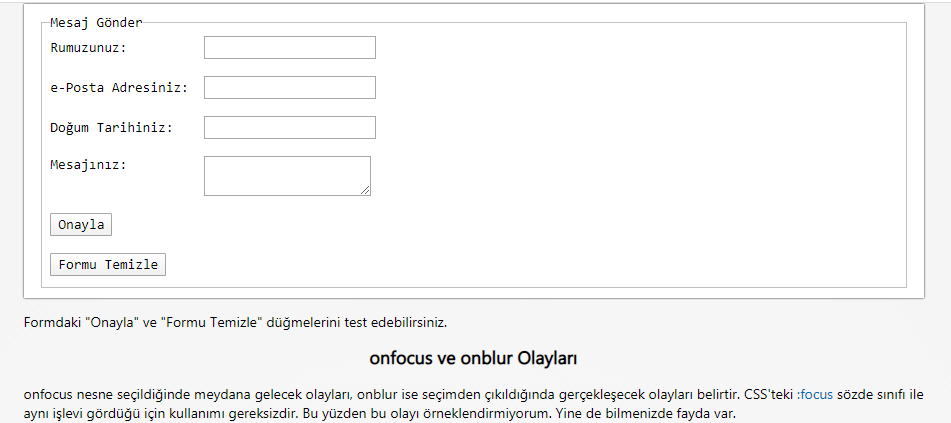 Mesaj Gönder
Rumuzunuz:
e-Posta Adresiniz:
Doğum Tarihiniz:
Mesajınız:
Onayla
Formu Temizle
Formdaki "Onayla" ve "Formu Temizle" düğmelerini test edebilirsiniz.
onfocus ve onblur Olayları
onfocus nesne seçildiğinde meydana gelecek olayları, onblur ise seçimden çıkıldığında gerçekleşecek olayları belirtir. CSS'teki :focus sözde sınıfı ile
aynı işlevi gördüğü için kullanımı gereksizdir. Bu yüzden bu olayı örneklendirmiyorum. Yine de bilmenizde fayda var.